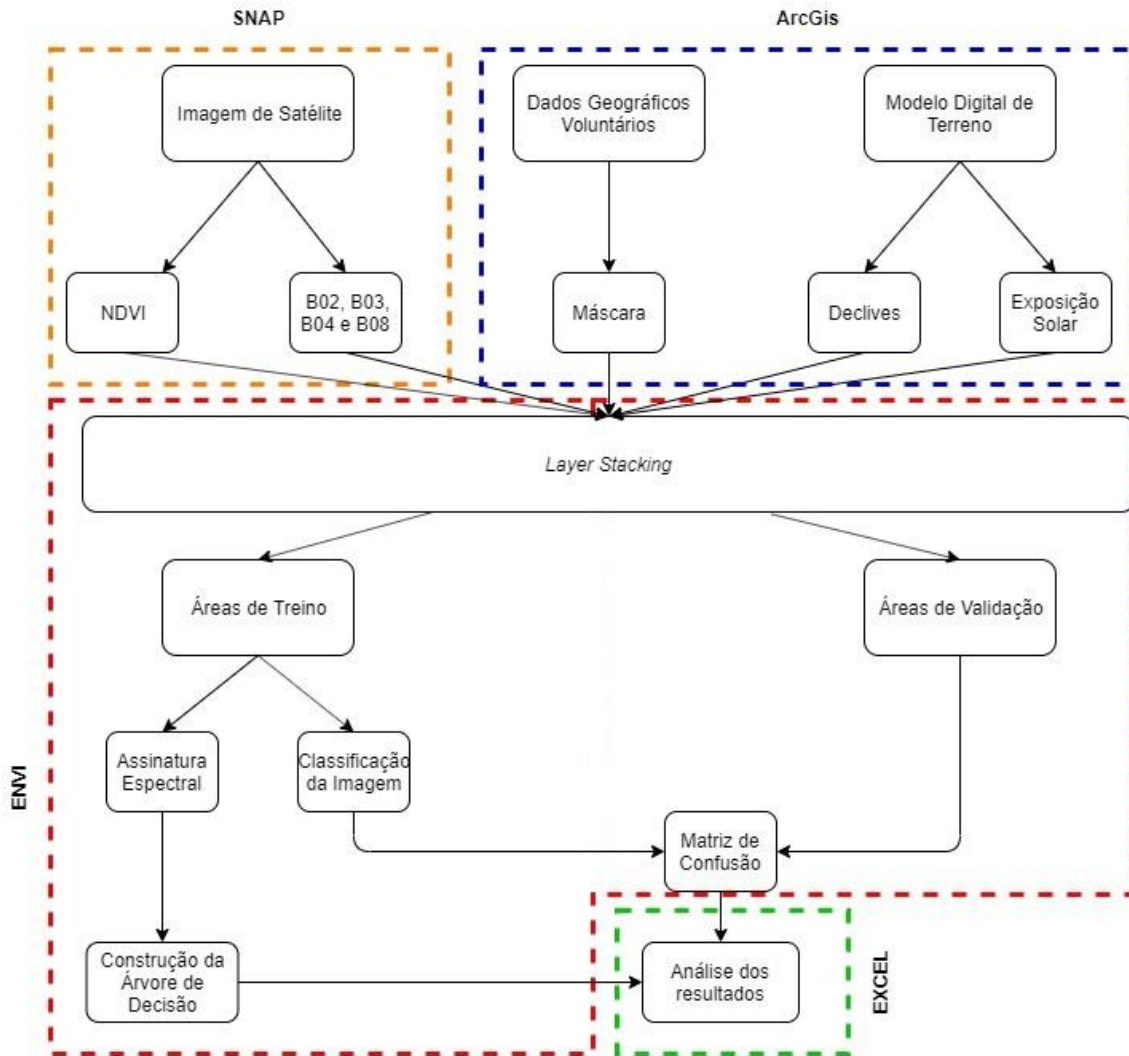 SNAP
ArcGis
Imagem de Satélite
Dados Geográficos
Voluntários
Modelo Digital de
Terreno
NDVI
B02, B03,
B04 e B08
Máscara
Declives
Exposição
Solar
Layer Stacking
Áreas de Treino
Áreas de Validação
ENVI
Assinatura
Espectral
Classificação
da Imagem
Matriz de
Confusão
Construção da
Árvore de
Decisão
Análise dos
resultados
EXCEL